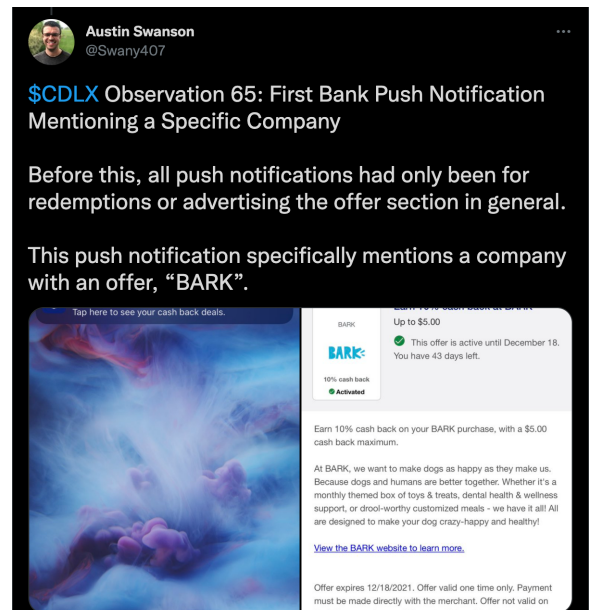 Austin Swanson
@Swany407
$CDLX Observation 65: First Bank Push Notification
Mentioning a Specific Company
Before this, all push notifications had only been for
redemptions or advertising the offer section in general.
This push notification specifically mentions a company
with an offer, “BARK”.
Tap here to see your cash back deals.
Earn 10% cash back at BARK
Up to $5.00
BARK
This offer is active until December 18.
You have 43 days left.
BARK
10% cash back
Activated
Earn 10% cash back on your BARK purchase, with a $5.00
cash back maximum.
At BARK, we want to make dogs as happy as they make us.
Because dogs and humans are better together. Whether it's a
monthly themed box of toys & treats, dental health & wellness
support, or drool-worthy customized meals - we have it all! All
are designed to make your dog crazy-happy and healthy!
View the BARK website to learn more.
Offer expires 12/18/2021. Offer valid one time only. Payment
must be made directly with the merchant. Offer not valid on